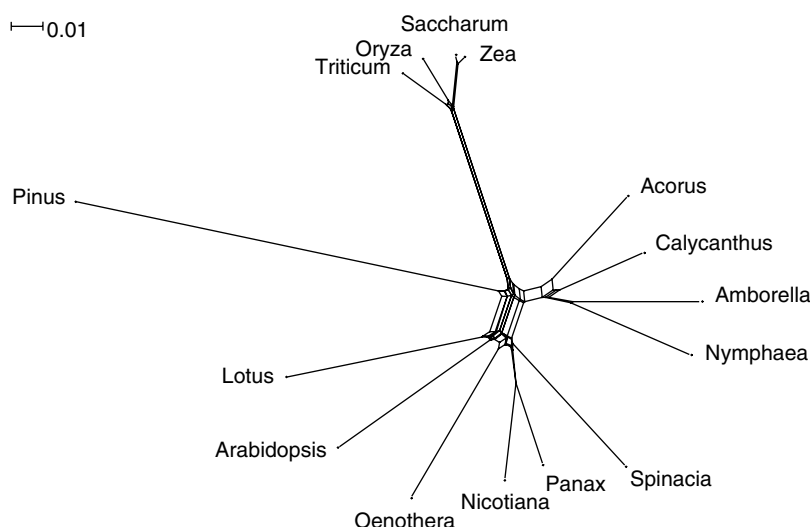 0.01
Saccharum
Oryza
Zea
Triticum
Pinus
Acorus
Calycanthus
Amborella
Nymphaea
Lotus
Arabidopsis
Spinacia
Panax
Nicotiana
Oenothera